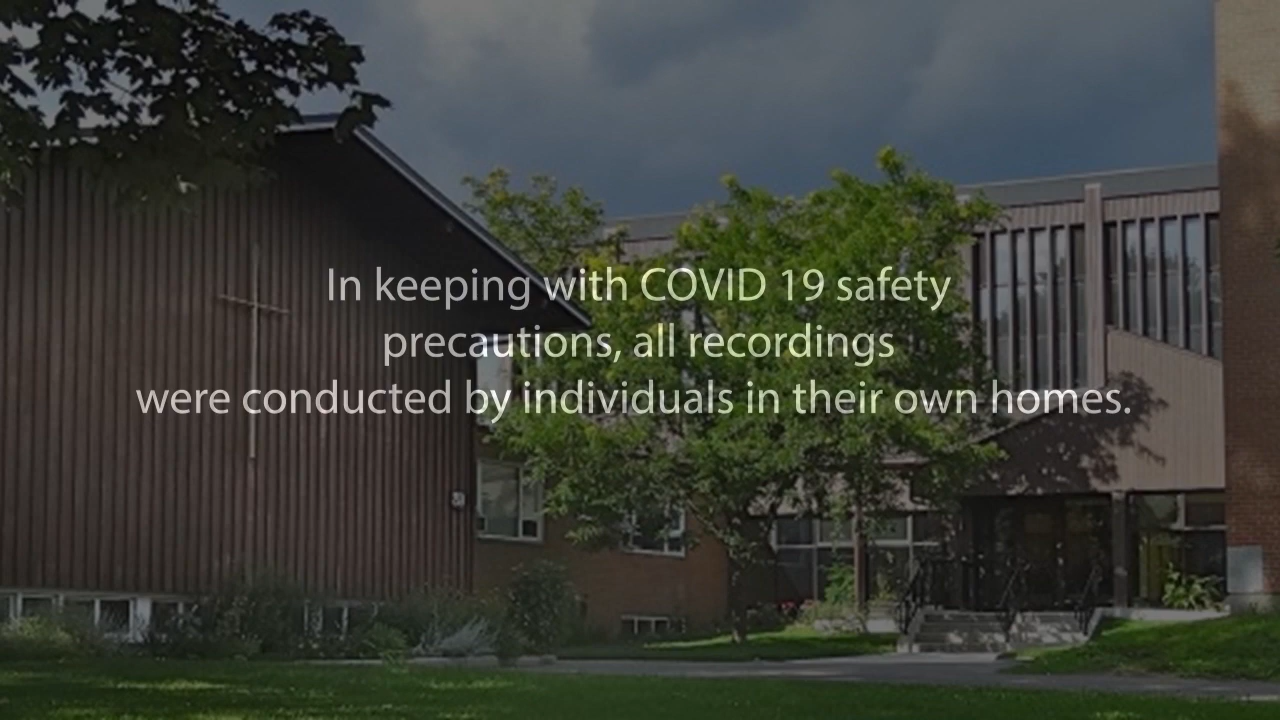 In keeping with COVID 19 safety
precautions, all recordings
were conducted by individuals in their own homes.